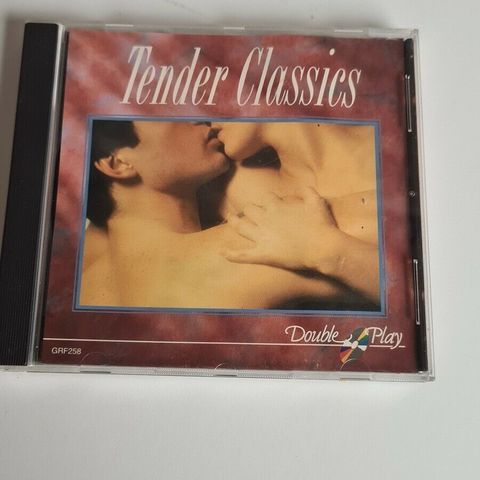 Tender Classics
Double Play
GRF258